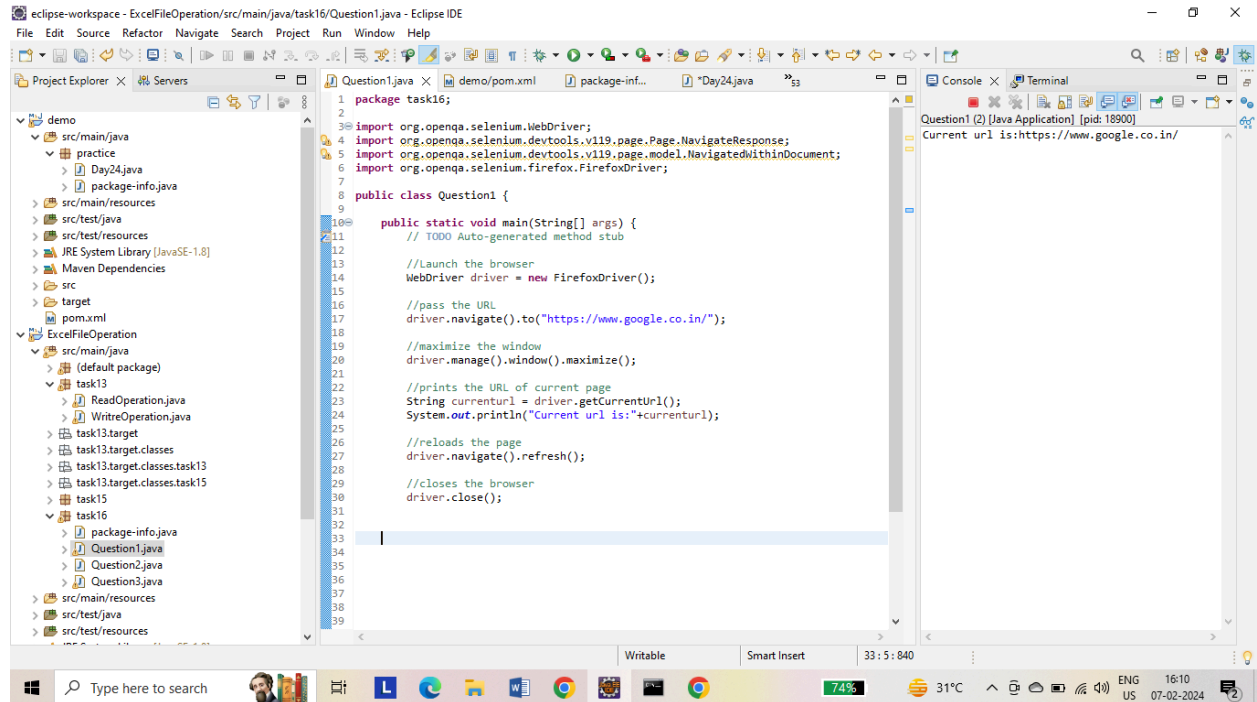 eclipse-workspace - ExcelFileOperation/src/main/java/task16/Question1.java - Eclipse IDE
File Edit Source Refactor Navigate Search Project Run Window Help
Project Explorer
Servers
demo
src/main/java
practice
Day24.java
package-info.java
src/main/resources
src/test/java
src/test/resources
JRE System Library [JavaSE-1.8]
Maven Dependencies
src
target
pom.xml
ExcelFileOperation
src/main/java
(default package)
task13
ReadOperation.java
WritreOperation.java
task13.target
task13.target.classes
task13.target.classes.task13
task13.target.classes.task15
task15
task16
package-info.java
Question1.java
Question2.java
Question3.java
src/main/resources
src/test/java
src/test/resources
Question1.java demo/pom.xml package-inf... *Day24.java »53
1 package task16;
2
3 import org.openqa.selenium.WebDriver;
4 import org.openqa.selenium.devtools.v119.page.Page.NavigateResponse;
5 import org.openqa.selenium.devtools.v119.page.model.NavigatedWithinDocument;
6 import org.openqa.selenium.firefox.FirefoxDriver;
7
8 public class Question1 {
9
10 public static void main(String[] args) {
11 // TODO Auto-generated method stub
12
13 //Launch the browser
14 WebDriver driver = new FirefoxDriver();
15
16 //pass the URL
17 driver.navigate().to("https://www.google.co.in/");
18
19 //maximize the window
20 driver.manage().window().maximize();
21
22 //prints the URL of current page
23 String currenturl = driver.getCurrentUrl();
24 System.out.println("Current url is:"+currenturl);
25
26 //reloads the page
27 driver.navigate().refresh();
28
29 //closes the browser
30 driver.close();
31
32
33
34
35
36
37
38
39
Console Terminal
Question1 (2) [Java Application] [pid: 18900]
Current url is:https://www.google.co.in/
Writable Smart Insert 33 : 5 : 840
Type here to search
L
74%
31°C
ENG
US
16:10
07-02-2024
2